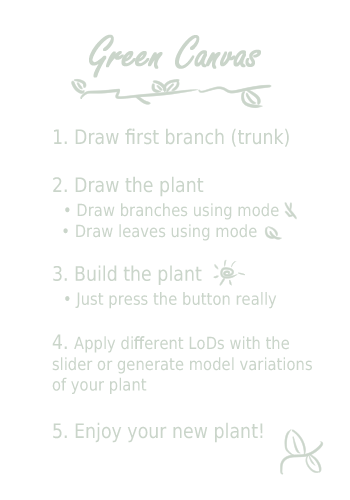 Green Canvas
1. Draw first branch (trunk)
2. Draw the plant
• Draw branches using mode
• Draw leaves using mode
3. Build the plant
• Just press the button really
4. Apply different LoDs with the
slider or generate model variations
of your plant
5. Enjoy your new plant!